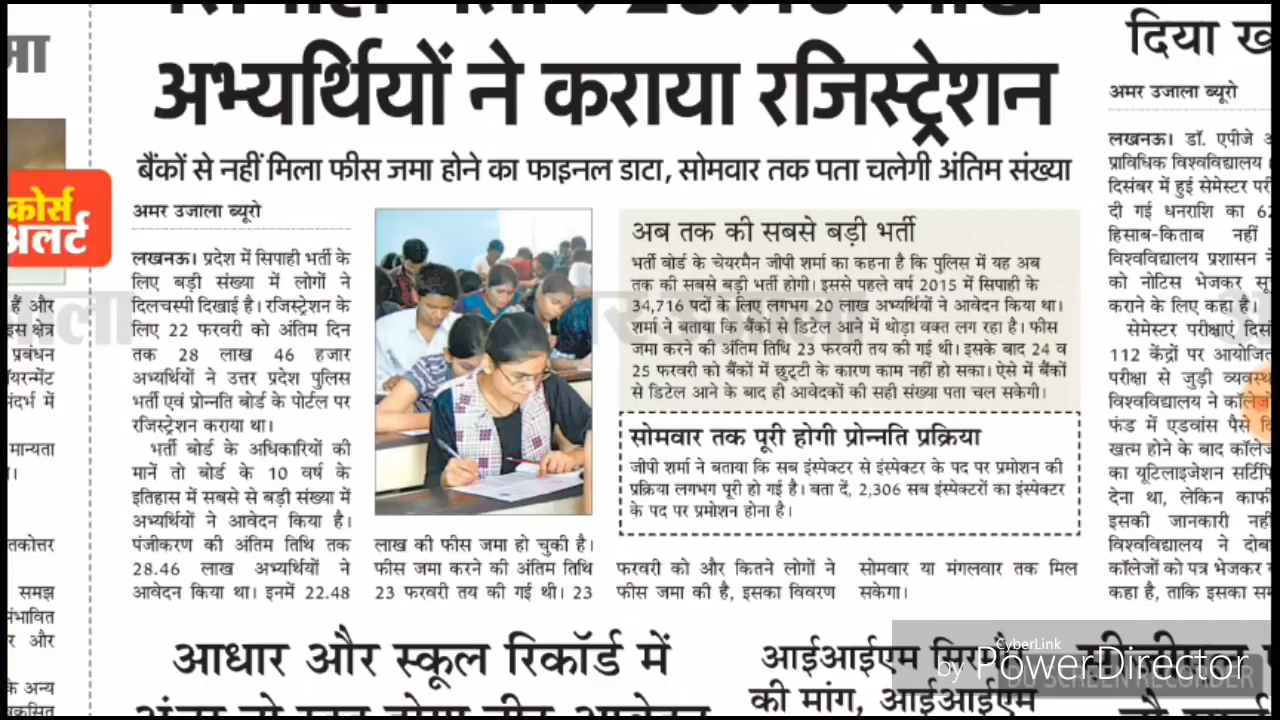 अभ्यर्थियों ने कराया रजिस्ट्रेशन
बैंकों से नहीं मिला फीस जमा होने का फाइनल डाटा, सोमवार तक पता चलेगी अंतिम संख्या
अमर उजाला ब्यूरो
लखनऊ। प्रदेश में सिपाही भर्ती के
लिए बड़ी संख्या में लोगों ने
दिलचस्पी दिखाई है। रजिस्ट्रेशन के
लिए 22 फरवरी को अंतिम दिन
तक 28 लाख 46 हजार
अभ्यर्थियों ने उत्तर प्रदेश पुलिस
भर्ती एवं प्रोन्नति बोर्ड के पोर्टल पर
रजिस्ट्रेशन कराया था।
भर्ती बोर्ड के अधिकारियों की
मानें तो बोर्ड के 10 वर्ष के
इतिहास में सबसे से बड़ी संख्या में
अभ्यर्थियों ने आवेदन किया है।
पंजीकरण की अंतिम तिथि तक
28.46 लाख अभ्यर्थियों ने
आवेदन किया था। इनमें 22.48
लाख की फीस जमा हो चुकी है।
फीस जमा करने की अंतिम तिथि
23 फरवरी तय की गई थी। 23
फरवरी को और कितने लोगों ने
फीस जमा की है, इसका विवरण
सोमवार या मंगलवार तक मिल
सकेगा।
अब तक की सबसे बड़ी भर्ती
भर्ती बोर्ड के चेयरमैन जीपी शर्मा का कहना है कि पुलिस में यह अब
तक की सबसे बड़ी भर्ती होगी। इससे पहले वर्ष 2015 में सिपाही के
34,716 पदों के लिए लगभग 20 लाख अभ्यर्थियों ने आवेदन किया था।
शर्मा ने बताया कि बैंकों से डिटेल आने में थोड़ा वक्त लग रहा है। फीस
जमा करने की अंतिम तिथि 23 फरवरी तय की गई थी। इसके बाद 24 व
25 फरवरी को बैंकों में छुट्टी के कारण काम नहीं हो सका। ऐसे में बैंकों
से डिटेल आने के बाद ही आवेदकों की सही संख्या पता चल सकेगी।
सोमवार तक पूरी होगी प्रोन्नति प्रक्रिया
जीपी शर्मा ने बताया कि सब इंस्पेक्टर से इंस्पेक्टर के पद पर प्रमोशन की
प्रक्रिया लगभग पूरी हो गई है। बता दें, 2,306 सब इंस्पेक्टरों का इंस्पेक्टर
के पद पर प्रमोशन होना है।
कोर्स
अलर्ट
हैं और
इस क्षेत्र
प्रबंधन
में
मान्यता
समझ
और
के अन्य
दिया
अमर उजाला ब्यूरो
लखनऊ। डॉ. एपीजे
प्राविधिक विश्वविद्यालय
दिसंबर में हुई सेमेस्टर
दी गई धनराशि का
हिसाब-किताब नहीं
विश्वविद्यालय प्रशासन
को नोटिस भेजकर
कराने के लिए कहा है।
सेमेस्टर परीक्षाएं
112 केंद्रों पर
परीक्षा से जुड़ी
विश्वविद्यालय ने
फंड में एडवांस पैसे
खत्म होने के बाद
का यूटिलाइजेशन
देना था, लेकिन
इसकी जानकारी नहीं
विश्वविद्यालय ने
कॉलेजों को पत्र भेजकर
कहा है, ताकि इसका
आधार और स्कूल रिकॉर्ड में
आईआईएम
की मांग, आईआईएम
CyberLink
by PowerDirector